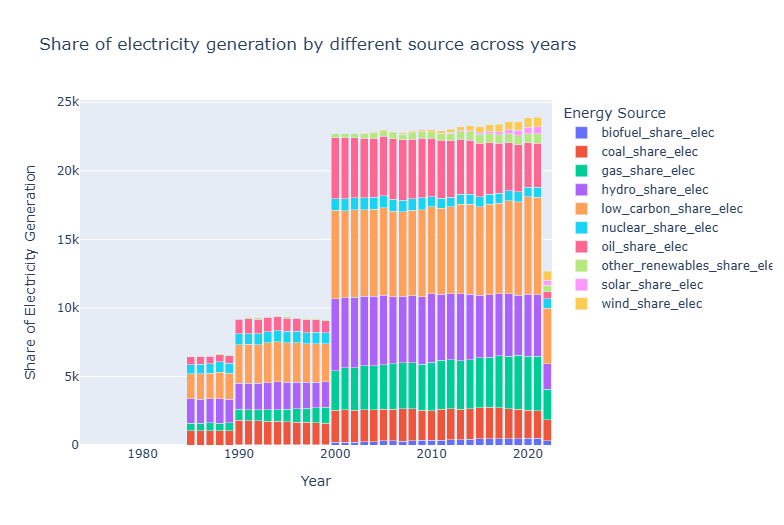 Share of electricity generation by different source across years
25k
20k
15k
10k
5k
0
Share of Electricity Generation
1980
1990
2000
2010
2020
Year
Energy Source
biofuel_share_elec
coal_share_elec
gas_share_elec
hydro_share_elec
low_carbon_share_elec
nuclear_share_elec
oil_share_elec
other_renewables_share_ele
solar_share_elec
wind_share_elec